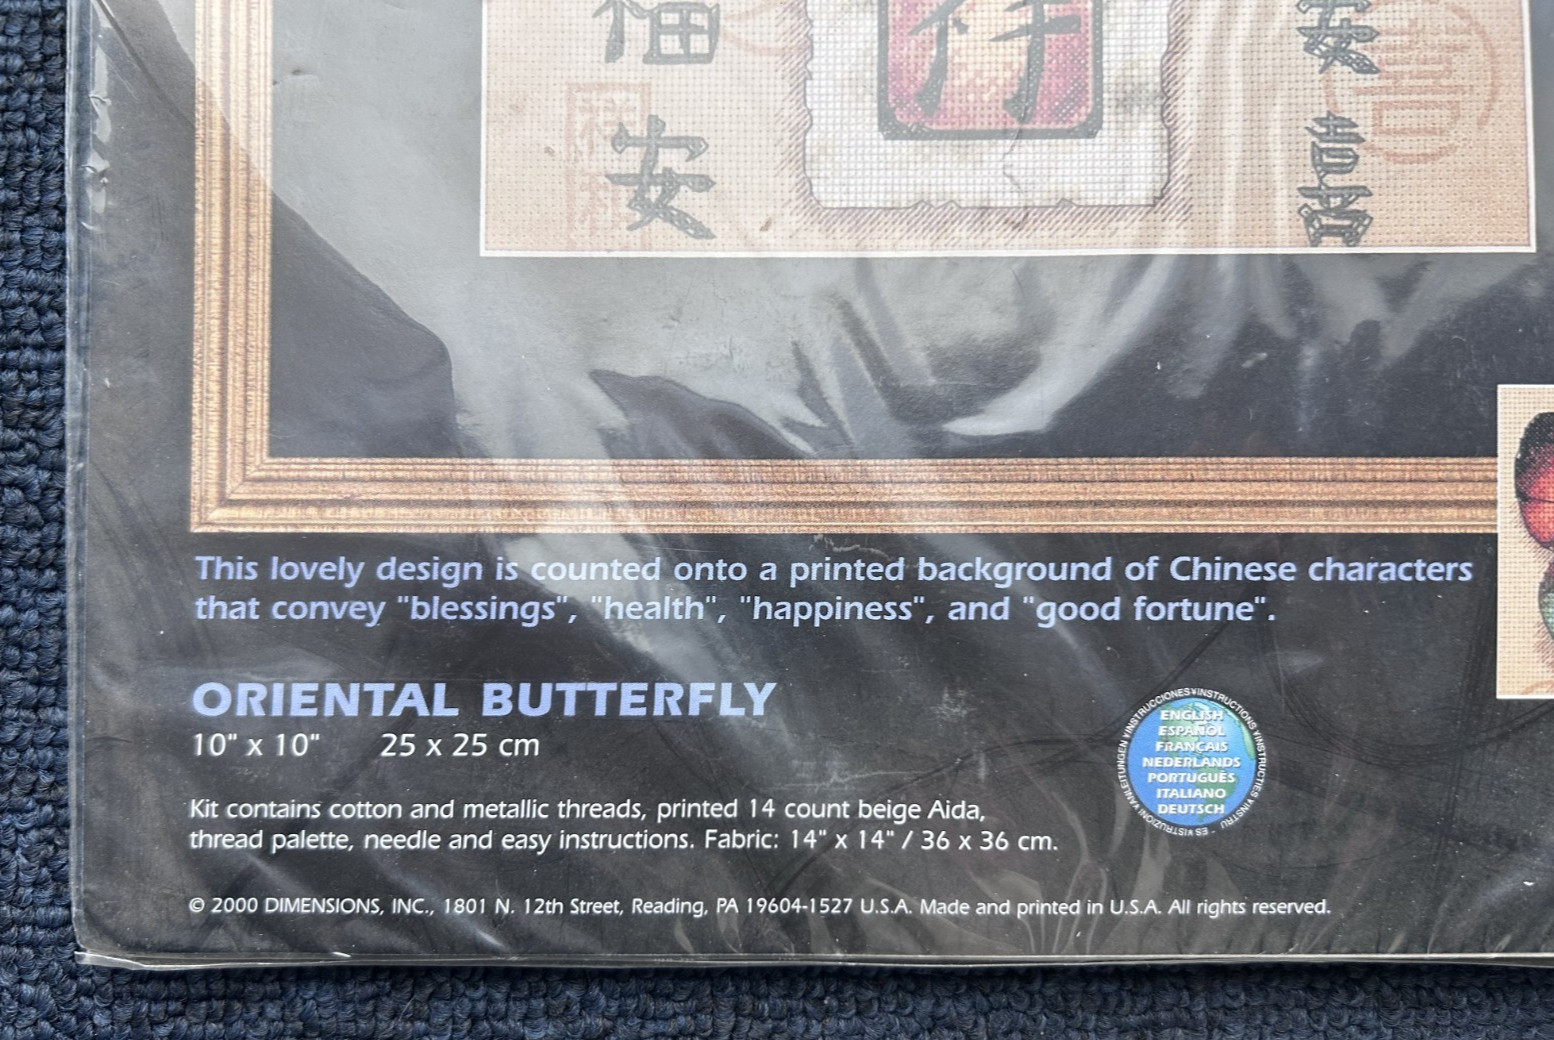 福
安
祥
安
吉
This lovely design is counted onto a printed background of Chinese characters
that convey "blessings", "health", "happiness", and "good fortune".
ORIENTAL BUTTERFLY
10" x 10" 25 x 25 cm
Kit contains cotton and metallic threads, printed 14 count beige Aida,
thread palette, needle and easy instructions. Fabric: 14" x 14" / 36 x 36 cm.
INSTRUCCIONES
INSTRUCTIONS
ENGLISH
ESPAÑOL
FRANÇAIS
NEDERLANDS
PORTUGUÊS
ITALIANO
DEUTSCH
© 2000 DIMENSIONS, INC., 1801 N. 12th Street, Reading, PA 19604-1527 U.S.A. Made and printed in U.S.A. All rights reserved.